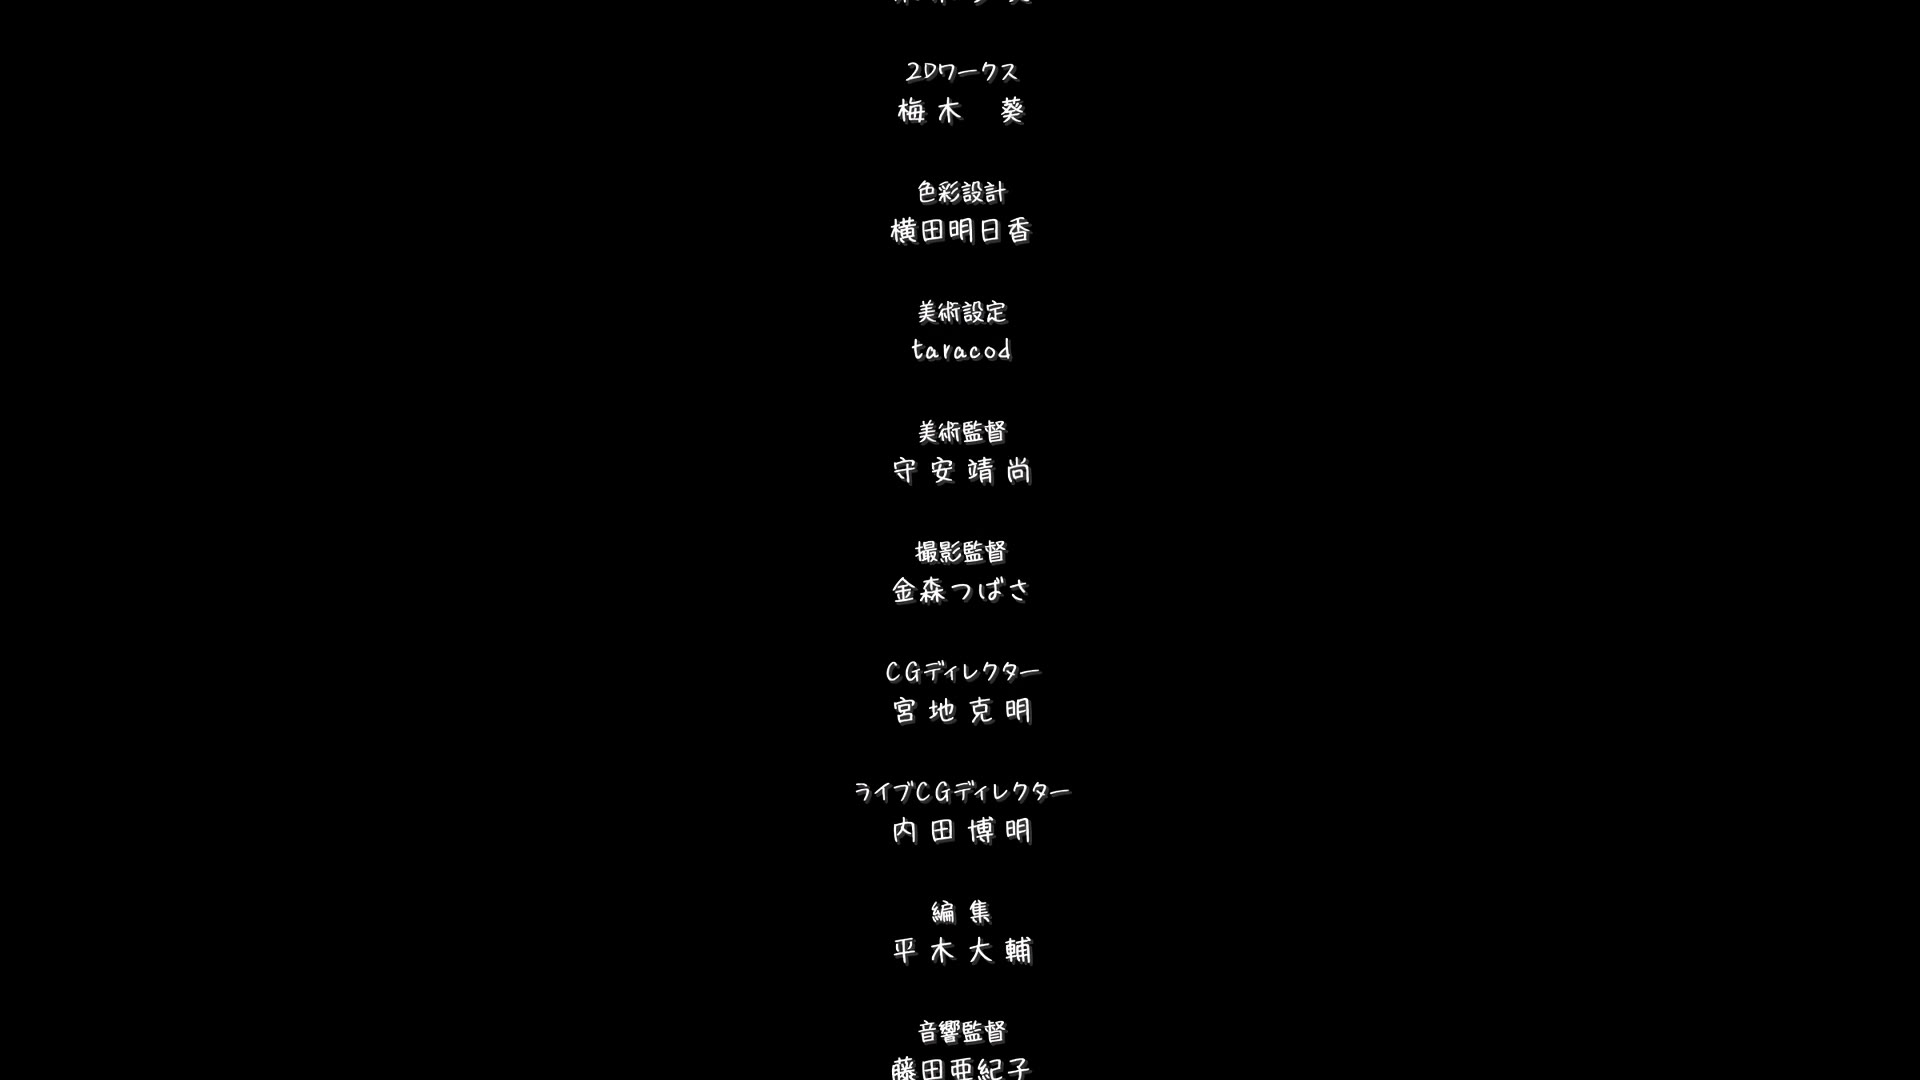 2Dワークス
梅木 葵
色彩設計
横田明日香
美術設定
taracod
美術監督
守安靖尚
撮影監督
金森つばさ
CGディレクター
宮地克明
ライブCGディレクター
内田博明
編集
平木大輔
音響監督
藤田亜紀子